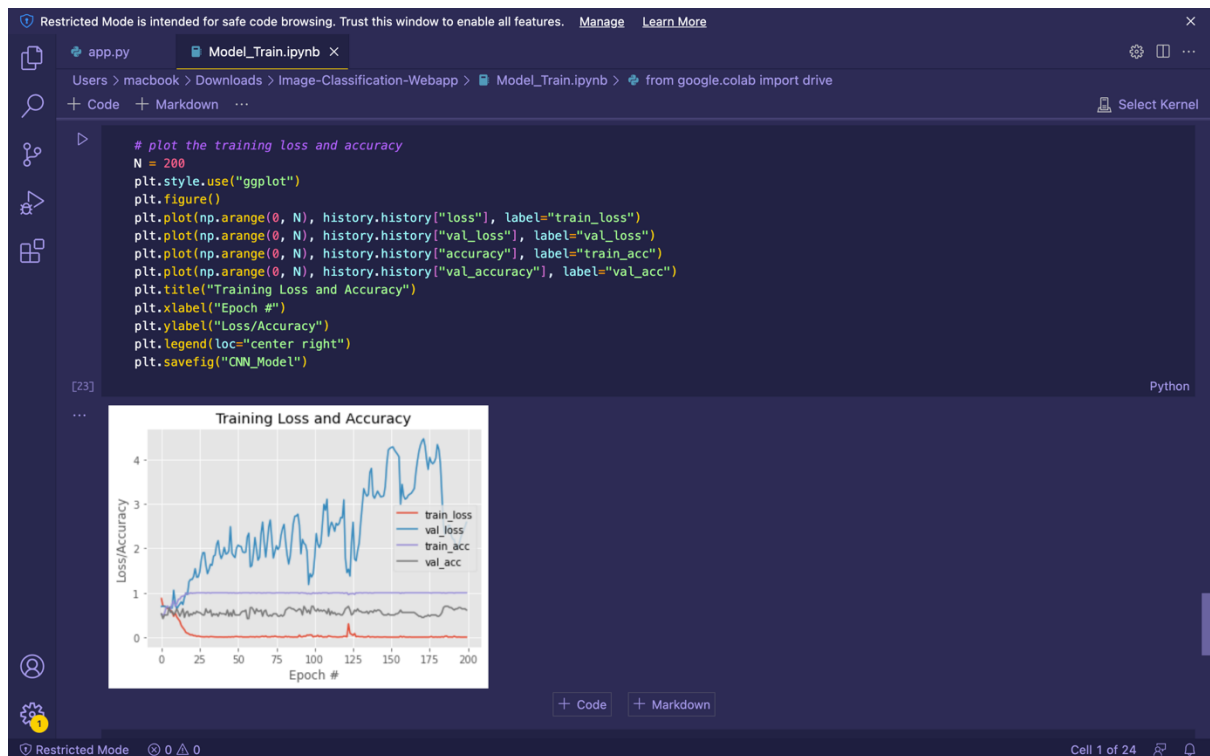 Restricted Mode is intended for safe code browsing. Trust this window to enable all features. Manage Learn More
app.py
Model_Train.ipynb
Users > macbook > Downloads > Image-Classification-Webapp > Model_Train.ipynb > from google.colab import drive
+ Code + Markdown ...
Select Kernel
# plot the training loss and accuracy
N = 200
plt.style.use("ggplot")
plt.figure()
plt.plot(np.arange(0, N), history.history["loss"], label="train_loss")
plt.plot(np.arange(0, N), history.history["val_loss"], label="val_loss")
plt.plot(np.arange(0, N), history.history["accuracy"], label="train_acc")
plt.plot(np.arange(0, N), history.history["val_accuracy"], label="val_acc")
plt.title("Training Loss and Accuracy")
plt.xlabel("Epoch #")
plt.ylabel("Loss/Accuracy")
plt.legend(loc="center right")
plt.savefig("CNN_Model")
[23]
Python
...
Training Loss and Accuracy
Loss/Accuracy
4
3
2
1
0
train_loss
val_loss
train_acc
val_acc
0 25 50 75 100 125 150 175 200
Epoch #
+ Code + Markdown
1
Restricted Mode 0 0
Cell 1 of 24